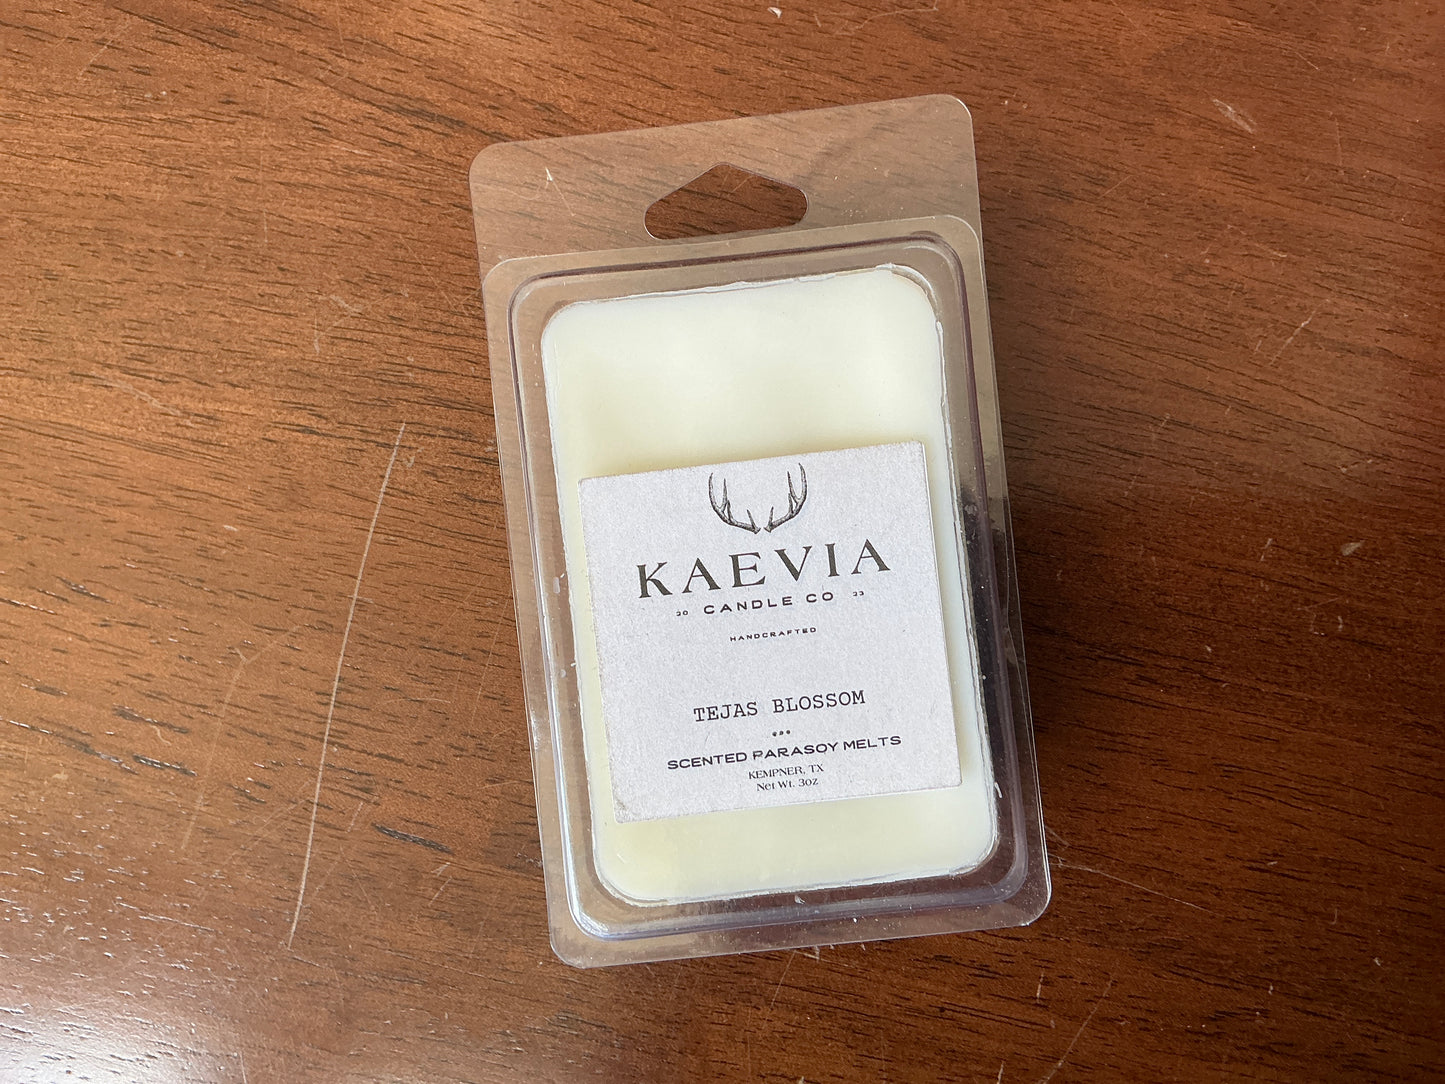 KAEVIA
20 CANDLE CO 23
HANDCRAFTED
TEJAS BLOSSOM
SCENTED PARASOY MELTS
KEMPNER, TX
Net Wt. 3oz